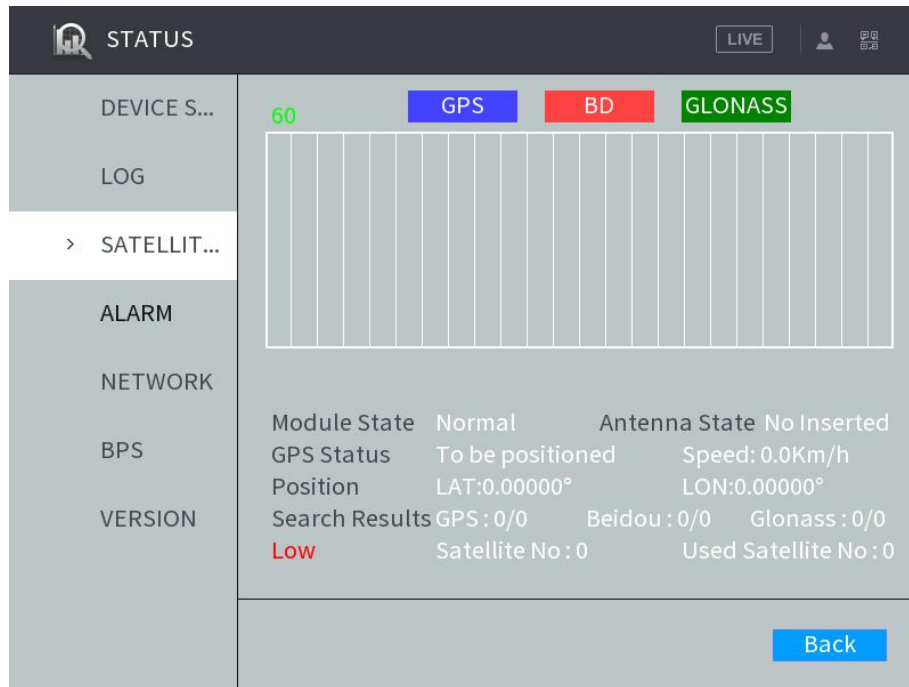 STATUS
LIVE
DEVICE S...
LOG
SATELLIT...
ALARM
NETWORK
BPS
VERSION
60 GPS BD GLONASS
Module State Normal Antenna State No Inserted
GPS Status To be positioned Speed: 0.0Km/h
Position LAT:0.00000° LON:0.00000°
Search Results GPS : 0/0 Beidou : 0/0 Glonass : 0/0
Low Satellite No : 0 Used Satellite No : 0
Back